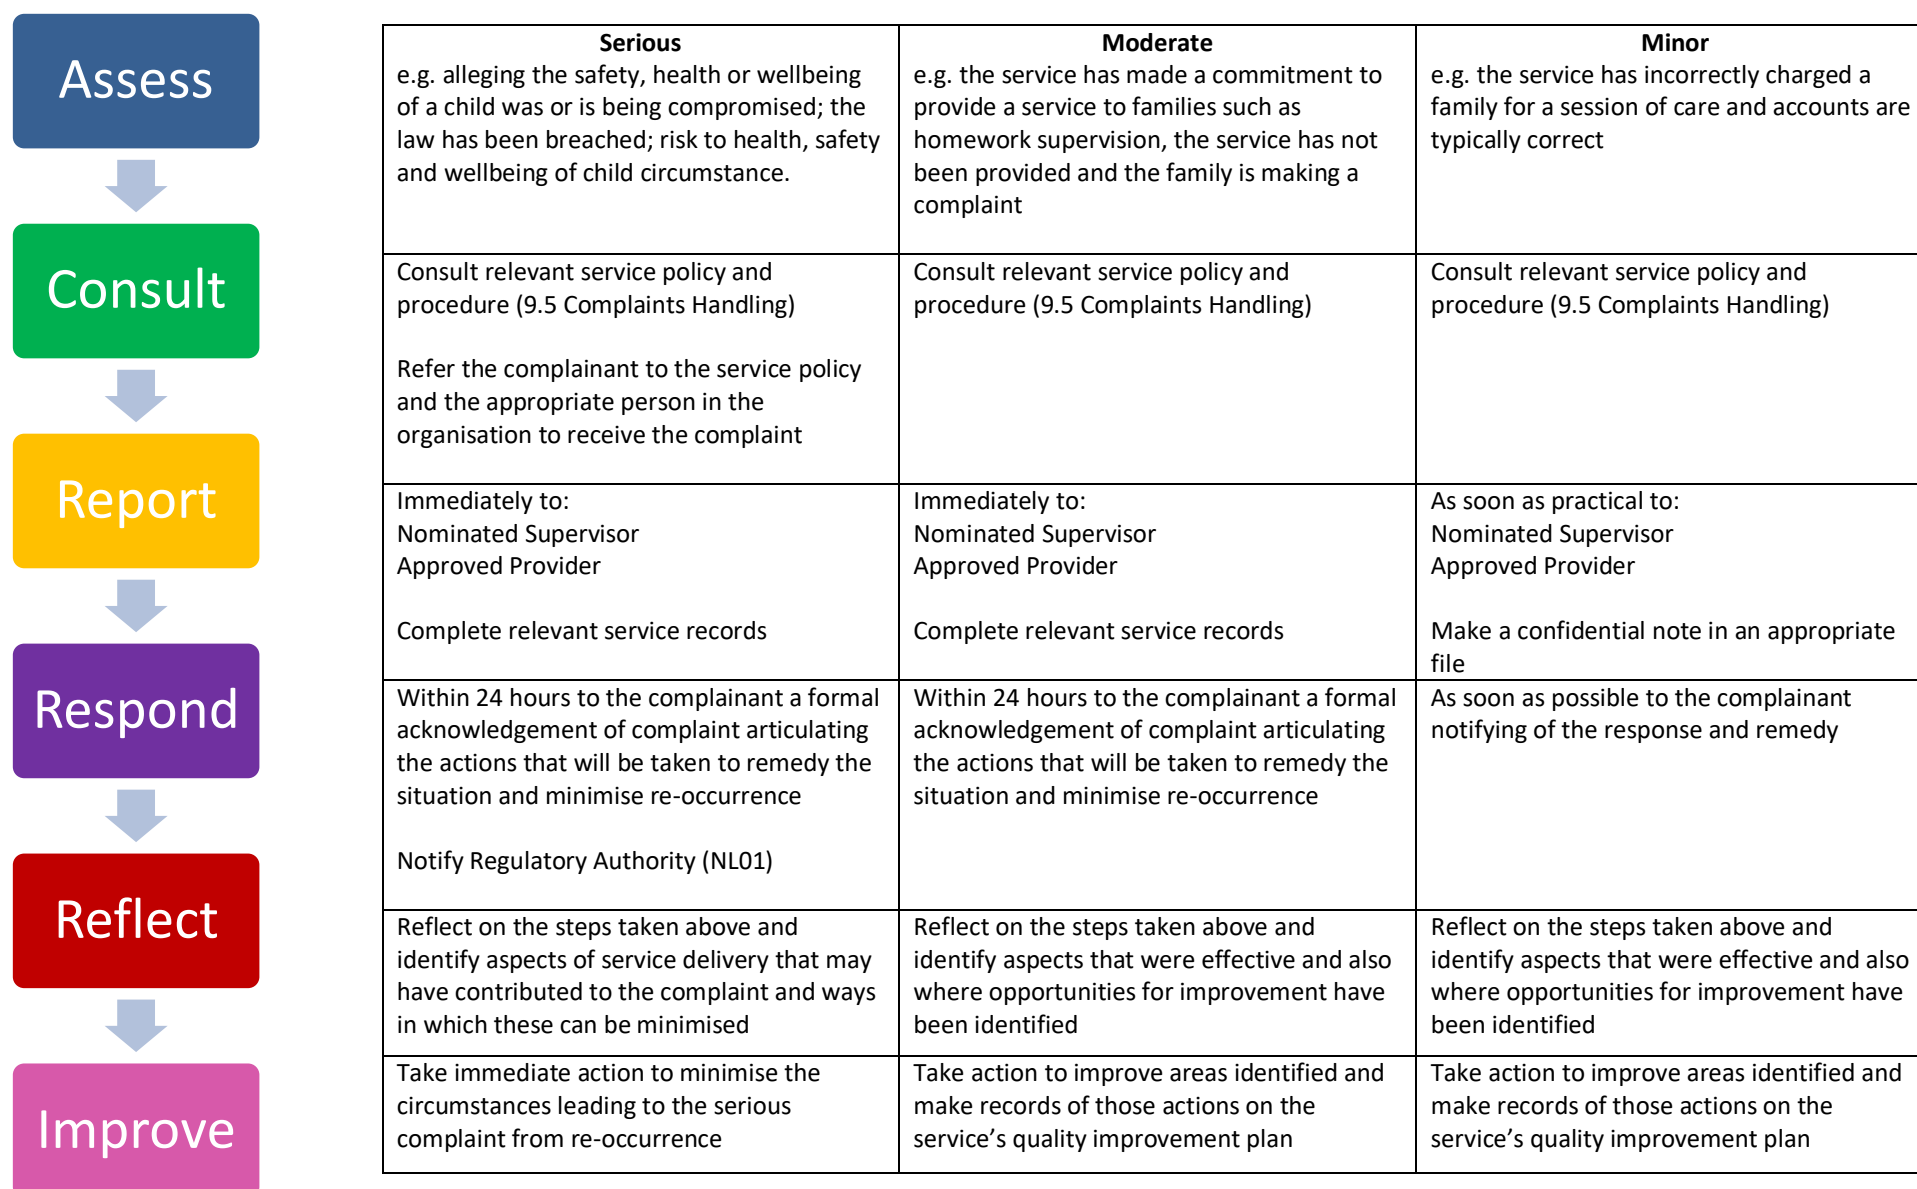 Assess
Consult
Report
Respond
Reflect
Improve
Serious
e.g. alleging the safety, health or wellbeing
of a child was or is being compromised; the
law has been breached; risk to health, safety
and wellbeing of child circumstance.
Moderate
e.g. the service has made a commitment to
provide a service to families such as
homework supervision, the service has not
been provided and the family is making a
complaint
Minor
e.g. the service has incorrectly charged a
family for a session of care and accounts are
typically correct
Consult relevant service policy and
procedure (9.5 Complaints Handling)
Refer the complainant to the service policy
and the appropriate person in the
organisation to receive the complaint
Consult relevant service policy and
procedure (9.5 Complaints Handling)
Consult relevant service policy and
procedure (9.5 Complaints Handling)
Immediately to:
Nominated Supervisor
Approved Provider
Complete relevant service records
Immediately to:
Nominated Supervisor
Approved Provider
Complete relevant service records
As soon as practical to:
Nominated Supervisor
Approved Provider
Make a confidential note in an appropriate
file
Within 24 hours to the complainant a formal
acknowledgement of complaint articulating
the actions that will be taken to remedy the
situation and minimise re-occurrence
Notify Regulatory Authority (NL01)
Within 24 hours to the complainant a formal
acknowledgement of complaint articulating
the actions that will be taken to remedy the
situation and minimise re-occurrence
As soon as possible to the complainant
notifying of the response and remedy
Reflect on the steps taken above and
identify aspects of service delivery that may
have contributed to the complaint and ways
in which these can be minimised
Reflect on the steps taken above and
identify aspects that were effective and also
where opportunities for improvement have
been identified
Reflect on the steps taken above and
identify aspects that were effective and also
where opportunities for improvement have
been identified
Take immediate action to minimise the
circumstances leading to the serious
complaint from re-occurrence
Take action to improve areas identified and
make records of those actions on the
service’s quality improvement plan
Take action to improve areas identified and
make records of those actions on the
service’s quality improvement plan